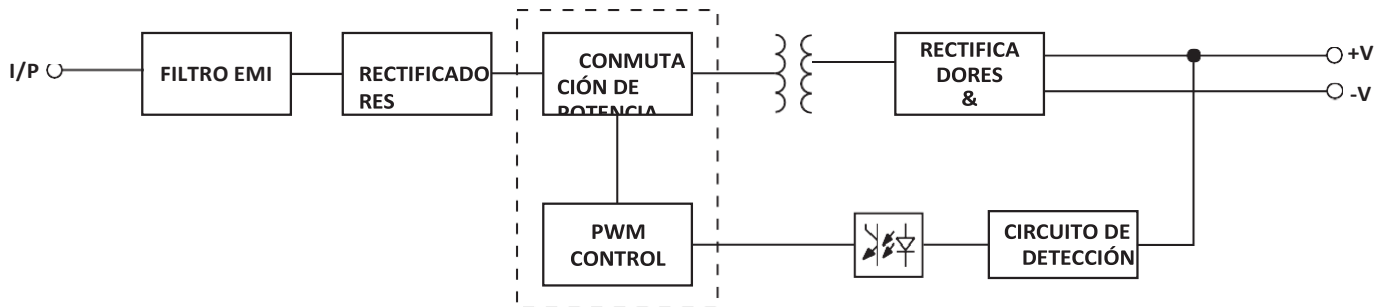 I/P
FILTRO EMI
RECTIFICADO
RES
CONMUTA
CIÓN DE
POTENCIA
RECTIFICA
DORES
&
+V
-V
PWM
CONTROL
CIRCUITO DE
DETECCIÓN